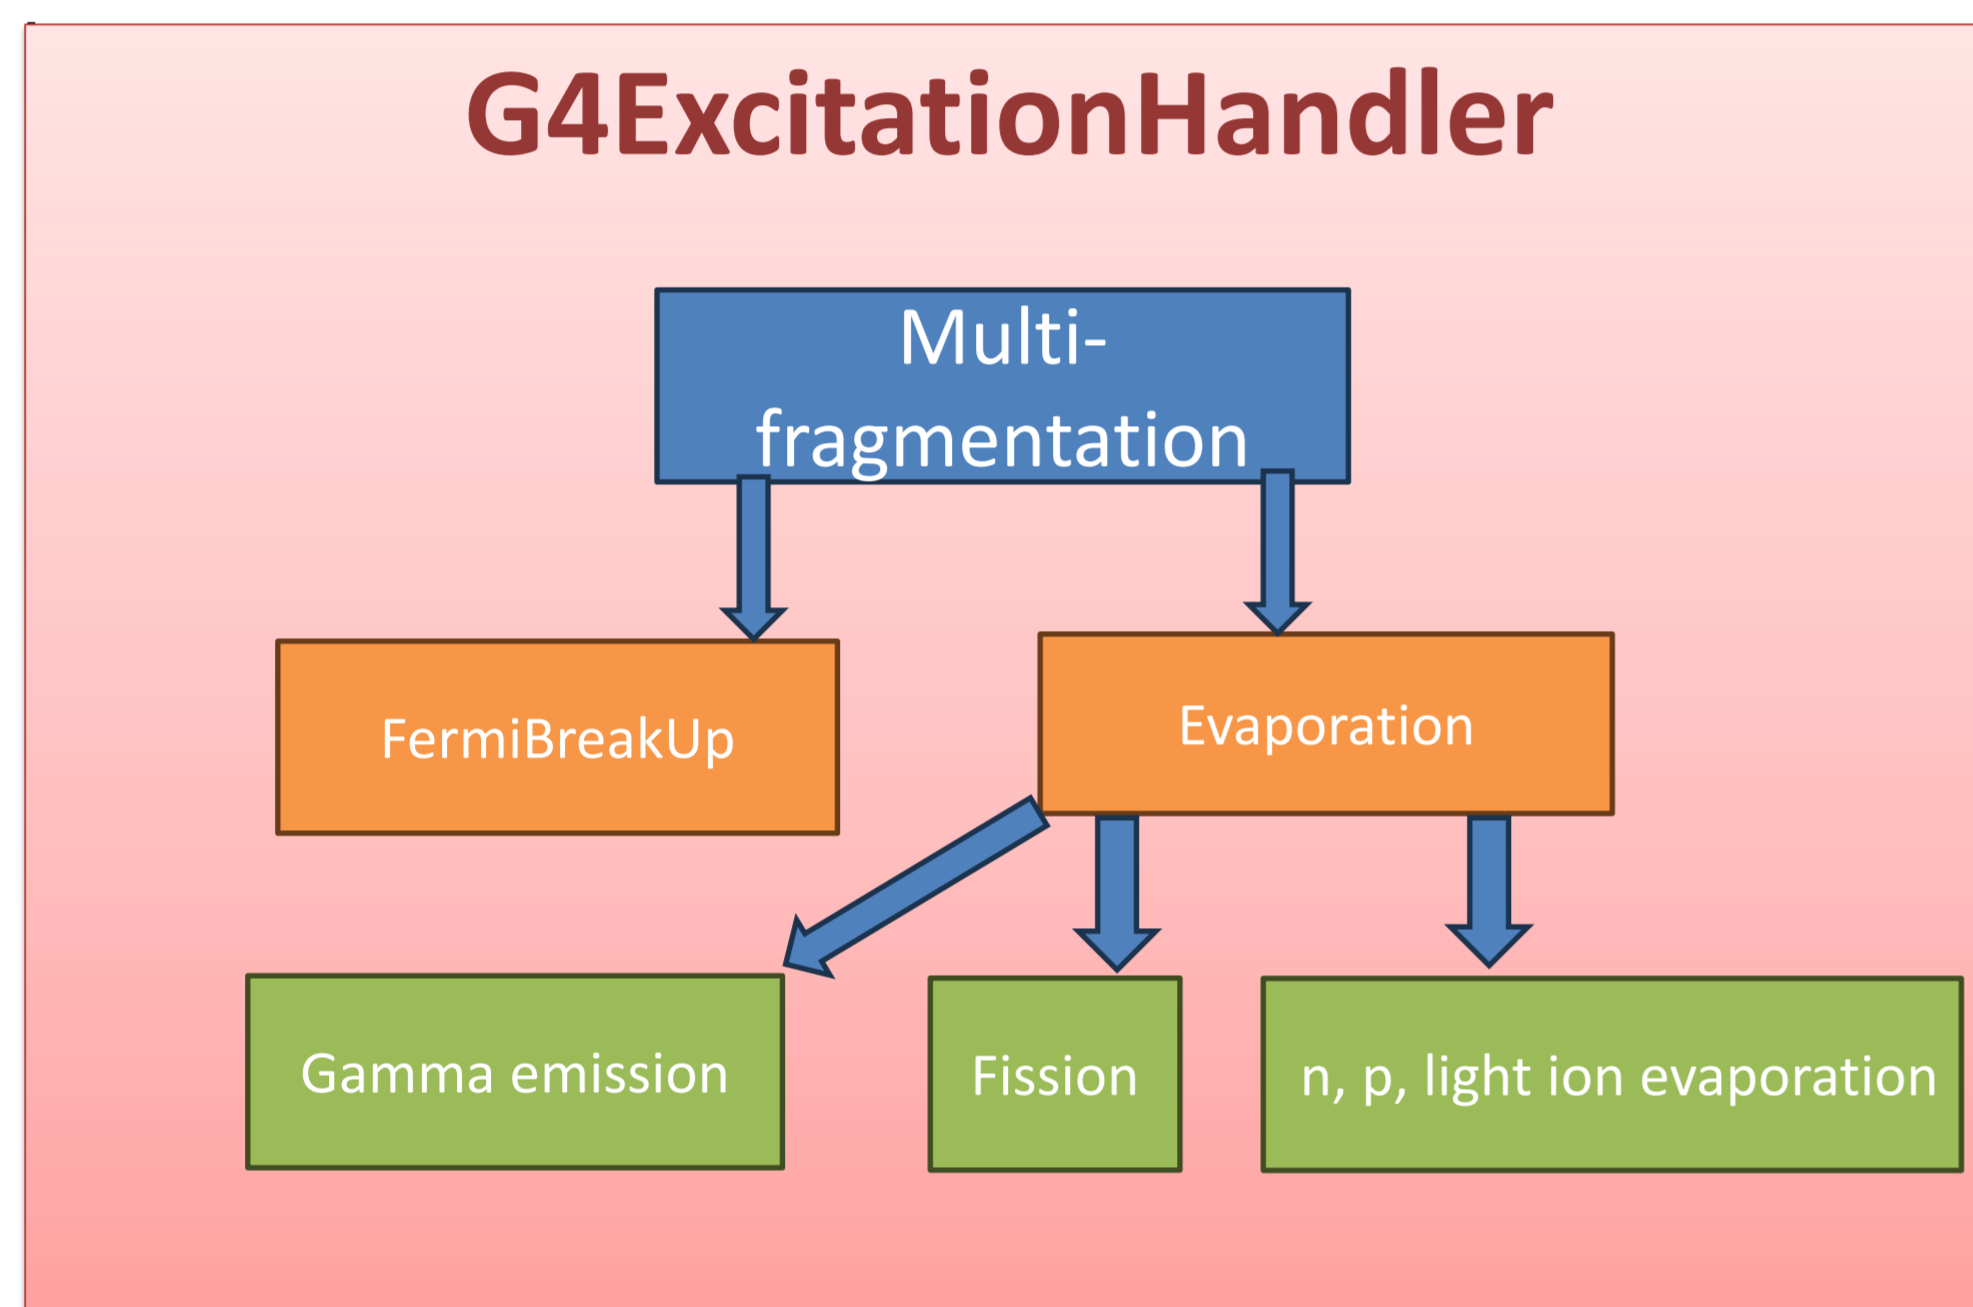 G4ExcitationHandler
Multi-
fragmentation
FermiBreakUp
Evaporation
Gamma emission
Fission
n, p, light ion evaporation